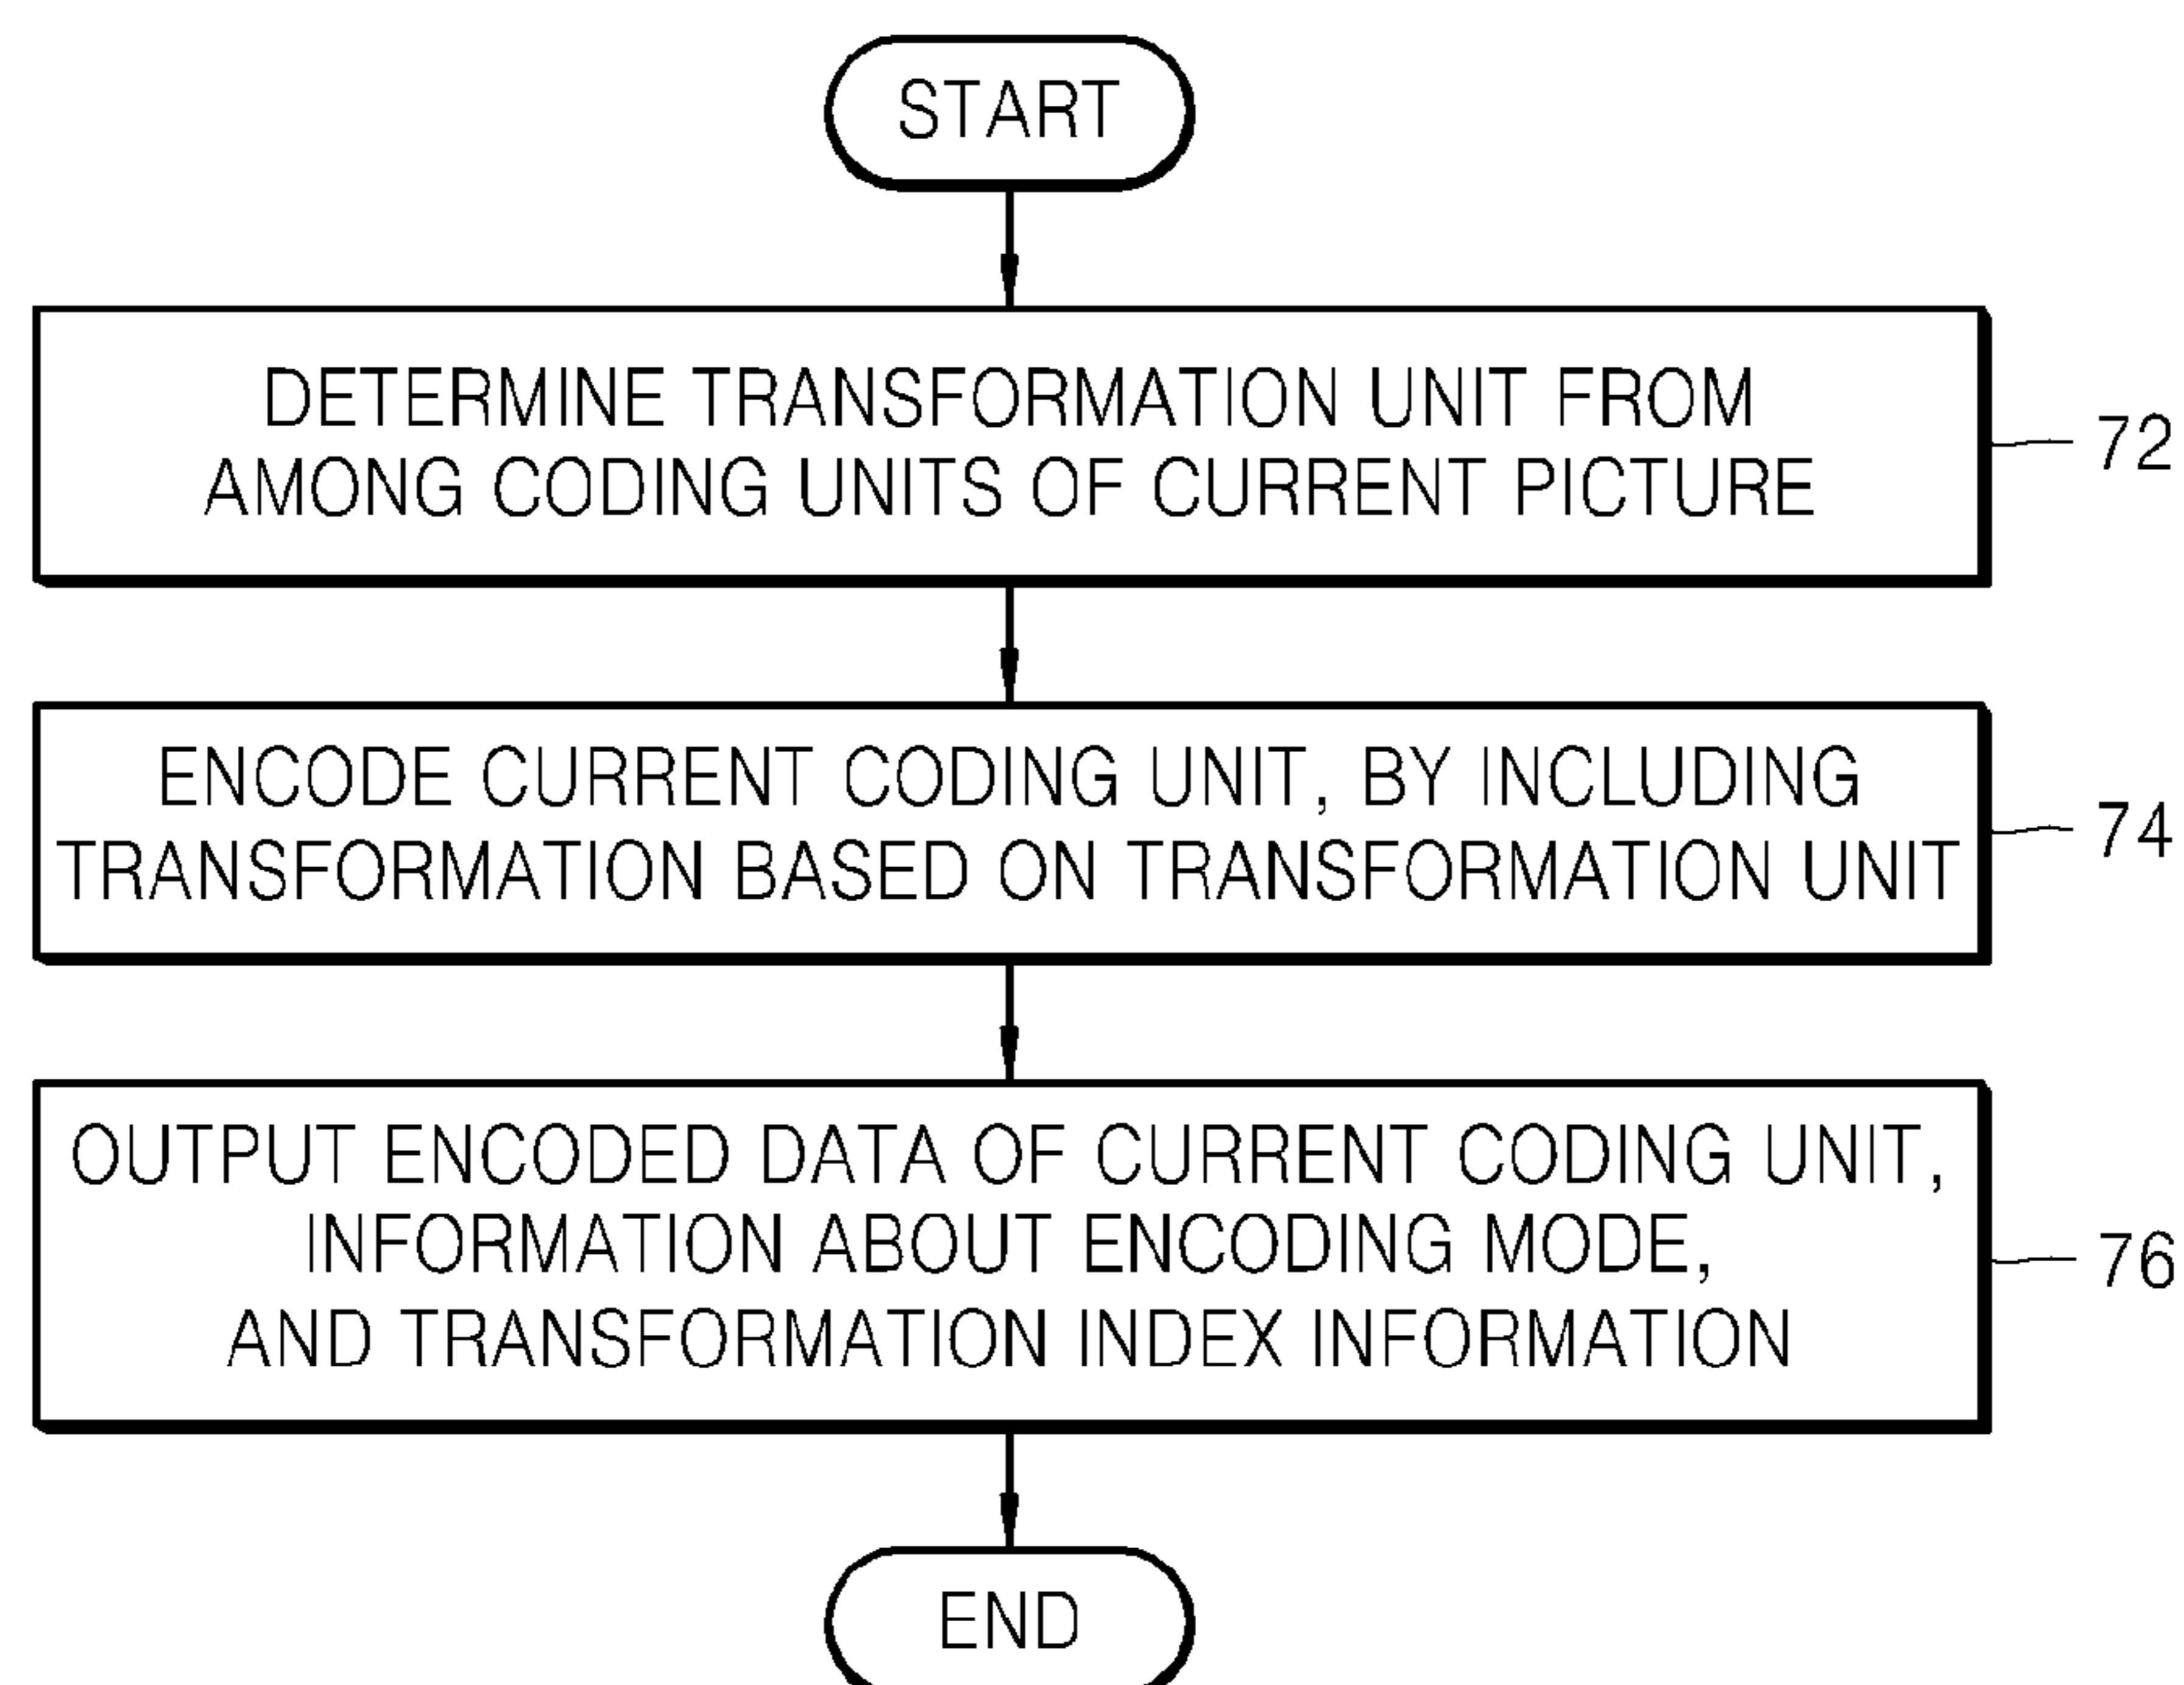 START
DETERMINE TRANSFORMATION UNIT FROM
AMONG CODING UNITS OF CURRENT PICTURE
72
ENCODE CURRENT CODING UNIT, BY INCLUDING
TRANSFORMATION BASED ON TRANSFORMATION UNIT
74
OUTPUT ENCODED DATA OF CURRENT CODING UNIT,
INFORMATION ABOUT ENCODING MODE,
AND TRANSFORMATION INDEX INFORMATION
76
END